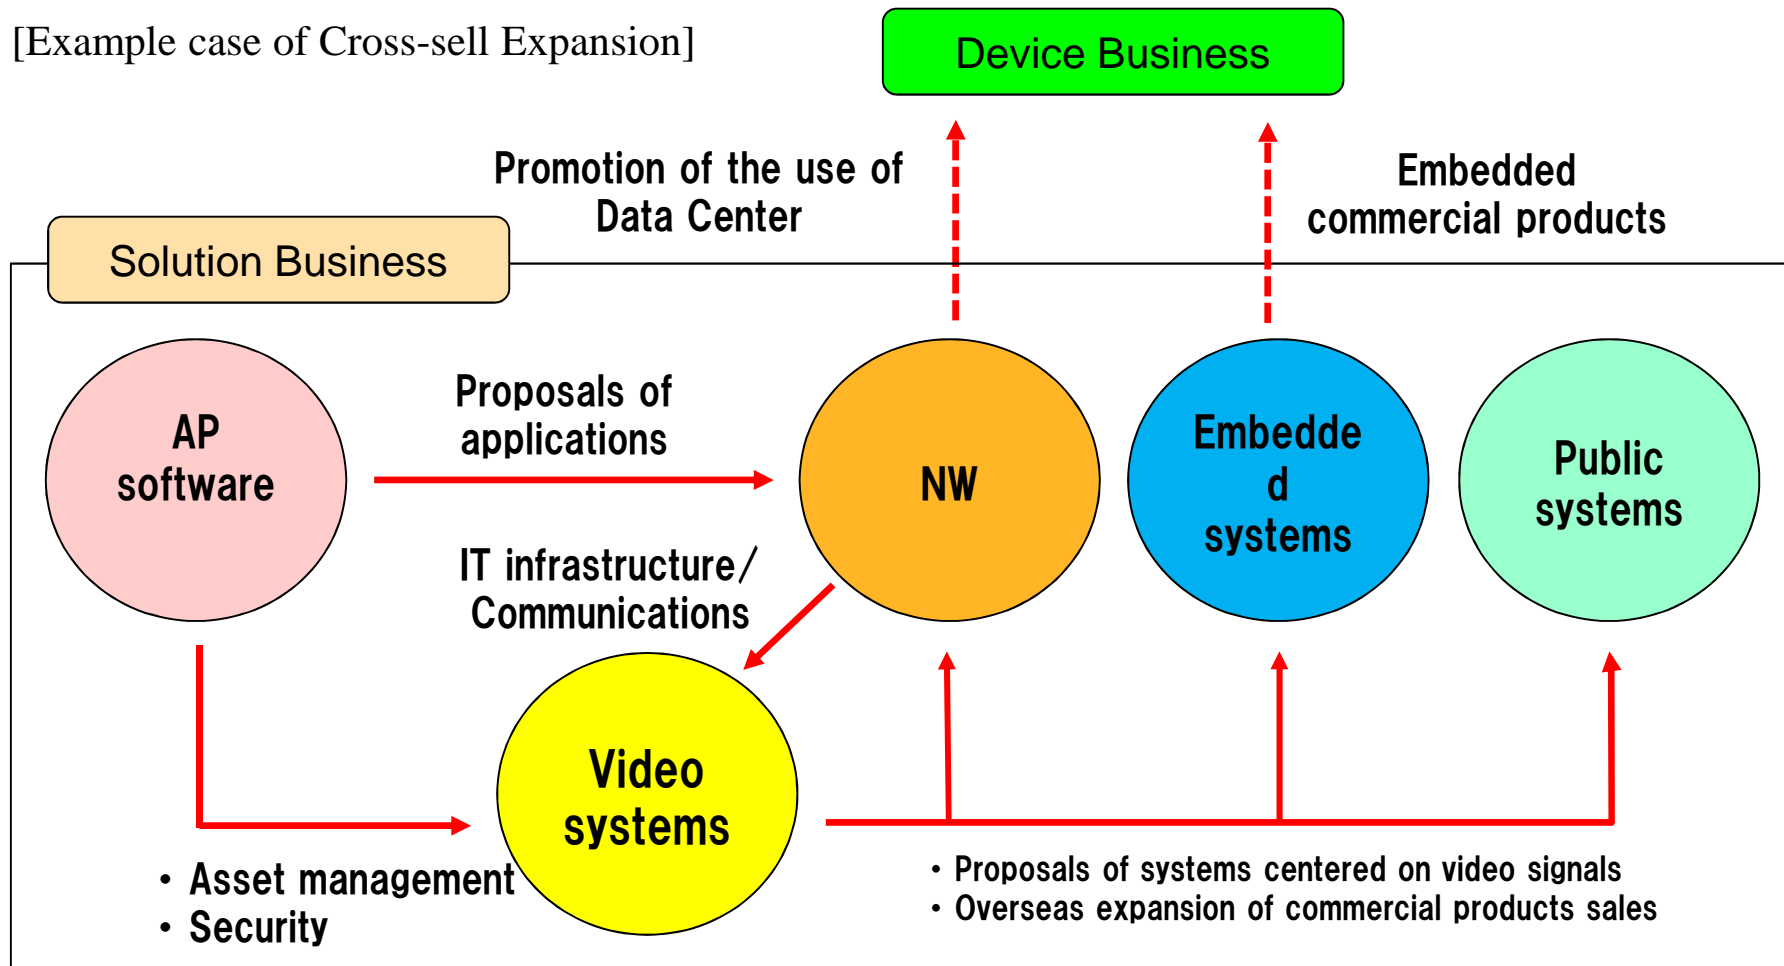 [Example case of Cross-sell Expansion]
Device Business
Promotion of the use of
Data Center
Embedded
commercial products
Solution Business
AP
software
Proposals of
applications
NW
Embedde
d
systems
Public
systems
IT infrastructure/
Communications
Video
systems
• Asset management
• Security
• Proposals of systems centered on video signals
• Overseas expansion of commercial products sales